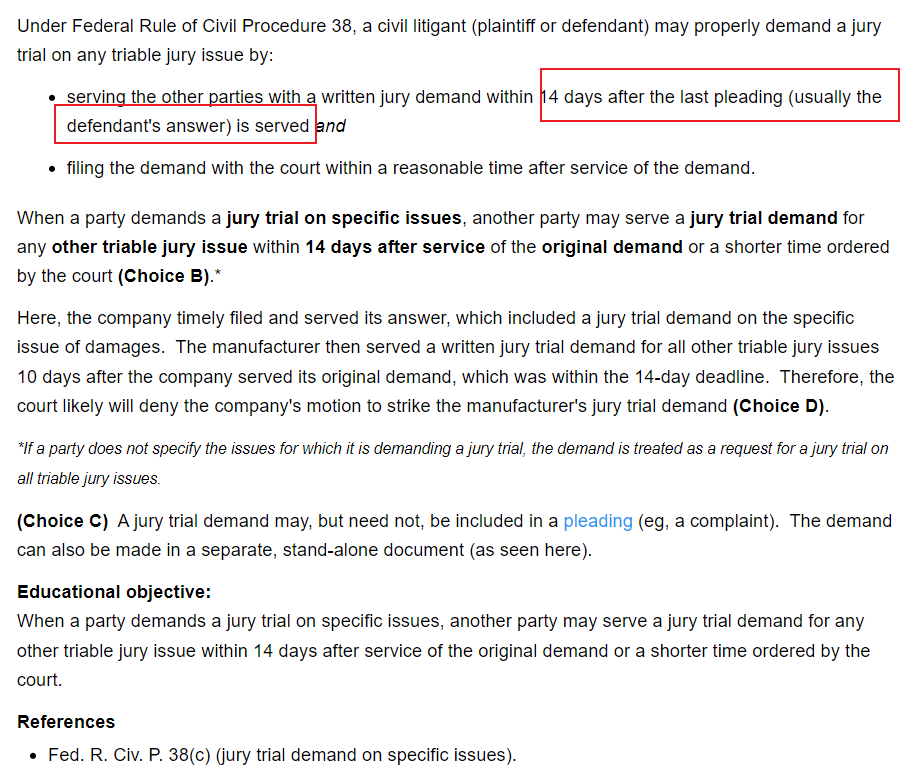 Under Federal Rule of Civil Procedure 38, a civil litigant (plaintiff or defendant) may properly demand a jury
trial on any triable jury issue by:
• serving the other parties with a written jury demand within 14 days after the last pleading (usually the
defendant's answer) is served and
• filing the demand with the court within a reasonable time after service of the demand.
When a party demands a jury trial on specific issues, another party may serve a jury trial demand for
any other triable jury issue within 14 days after service of the original demand or a shorter time ordered
by the court (Choice B).*
Here, the company timely filed and served its answer, which included a jury trial demand on the specific
issue of damages.  The manufacturer then served a written jury trial demand for all other triable jury issues
10 days after the company served its original demand, which was within the 14-day deadline.  Therefore, the
court likely will deny the company's motion to strike the manufacturer's jury trial demand (Choice D).
*If a party does not specify the issues for which it is demanding a jury trial, the demand is treated as a request for a jury trial on
all triable jury issues.
(Choice C)  A jury trial demand may, but need not, be included in a pleading (eg, a complaint).  The demand
can also be made in a separate, stand-alone document (as seen here).
Educational objective:
When a party demands a jury trial on specific issues, another party may serve a jury trial demand for any
other triable jury issue within 14 days after service of the original demand or a shorter time ordered by the
court.
References
• Fed. R. Civ. P. 38(c) (jury trial demand on specific issues).